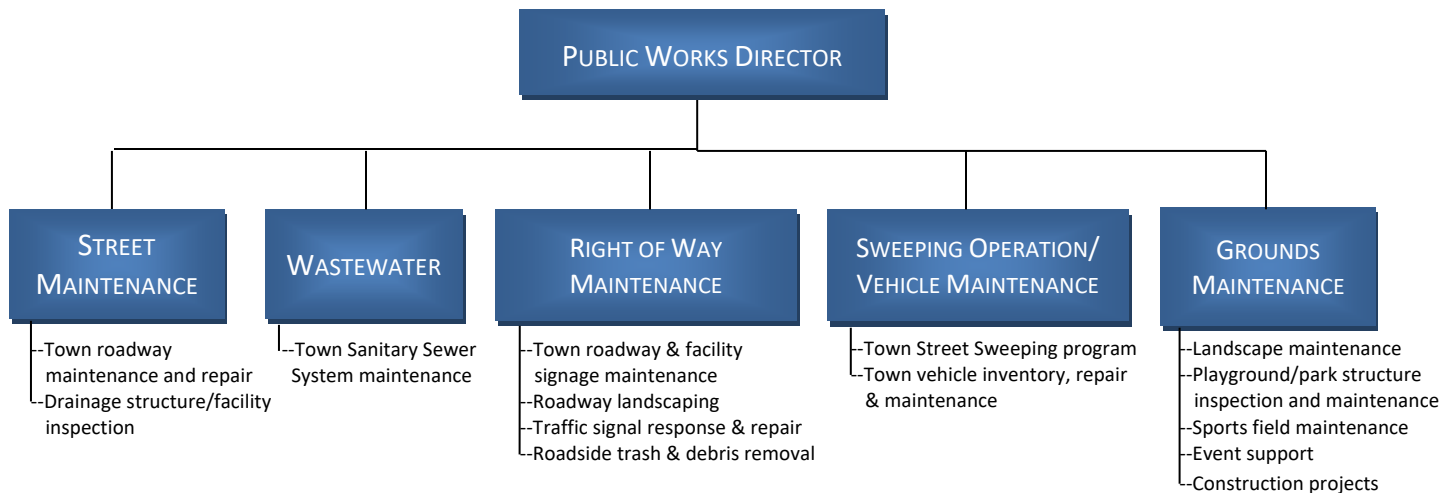 PUBLIC WORKS DIRECTOR
STREET
MAINTENANCE
--Town roadway
maintenance and repair
--Drainage structure/facility
inspection
WASTEWATER
--Town Sanitary Sewer
System maintenance
RIGHT OF WAY
MAINTENANCE
--Town roadway & facility
signage maintenance
--Roadway landscaping
--Traffic signal response & repair
--Roadside trash & debris removal
SWEEPING OPERATION/
VEHICLE MAINTENANCE
--Town Street Sweeping program
--Town vehicle inventory, repair
& maintenance
GROUNDS
MAINTENANCE
--Landscape maintenance
--Playground/park structure
inspection and maintenance
--Sports field maintenance
--Event support
--Construction projects